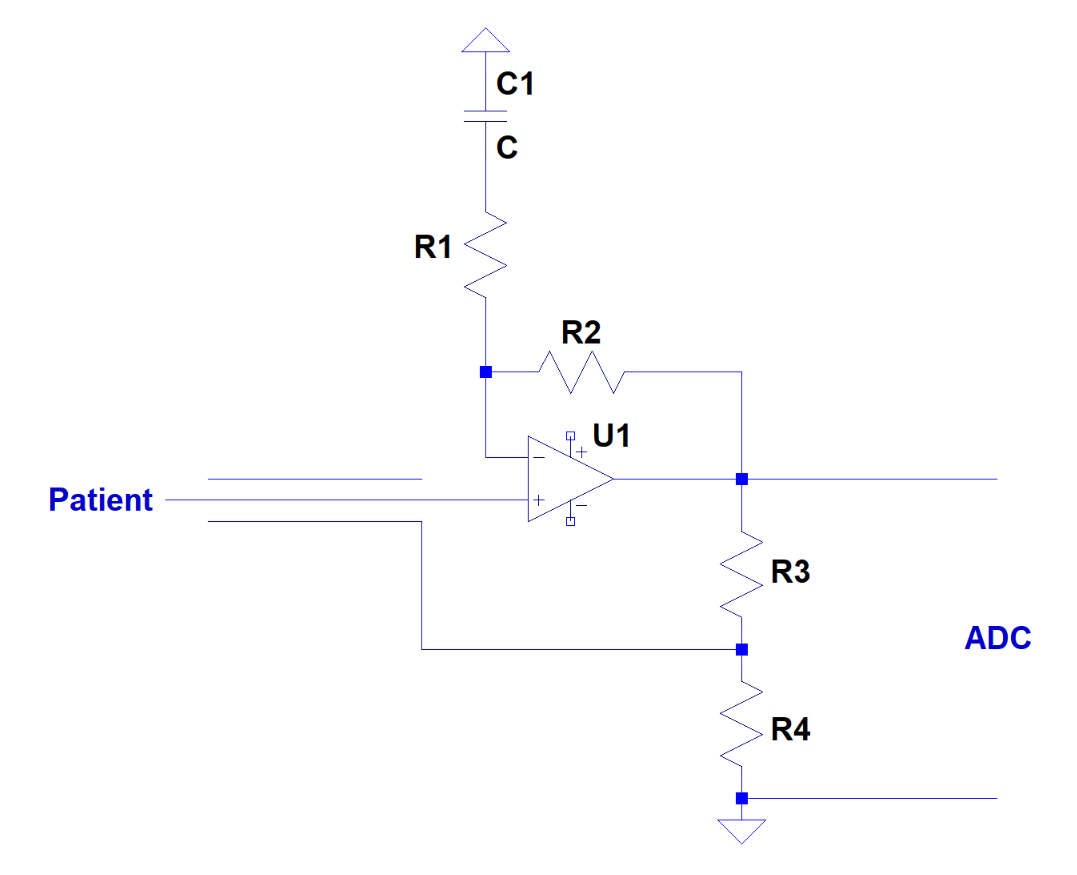 C1
C
R1
R2
U1
+
−
Patient
+
−
R3
ADC
R4